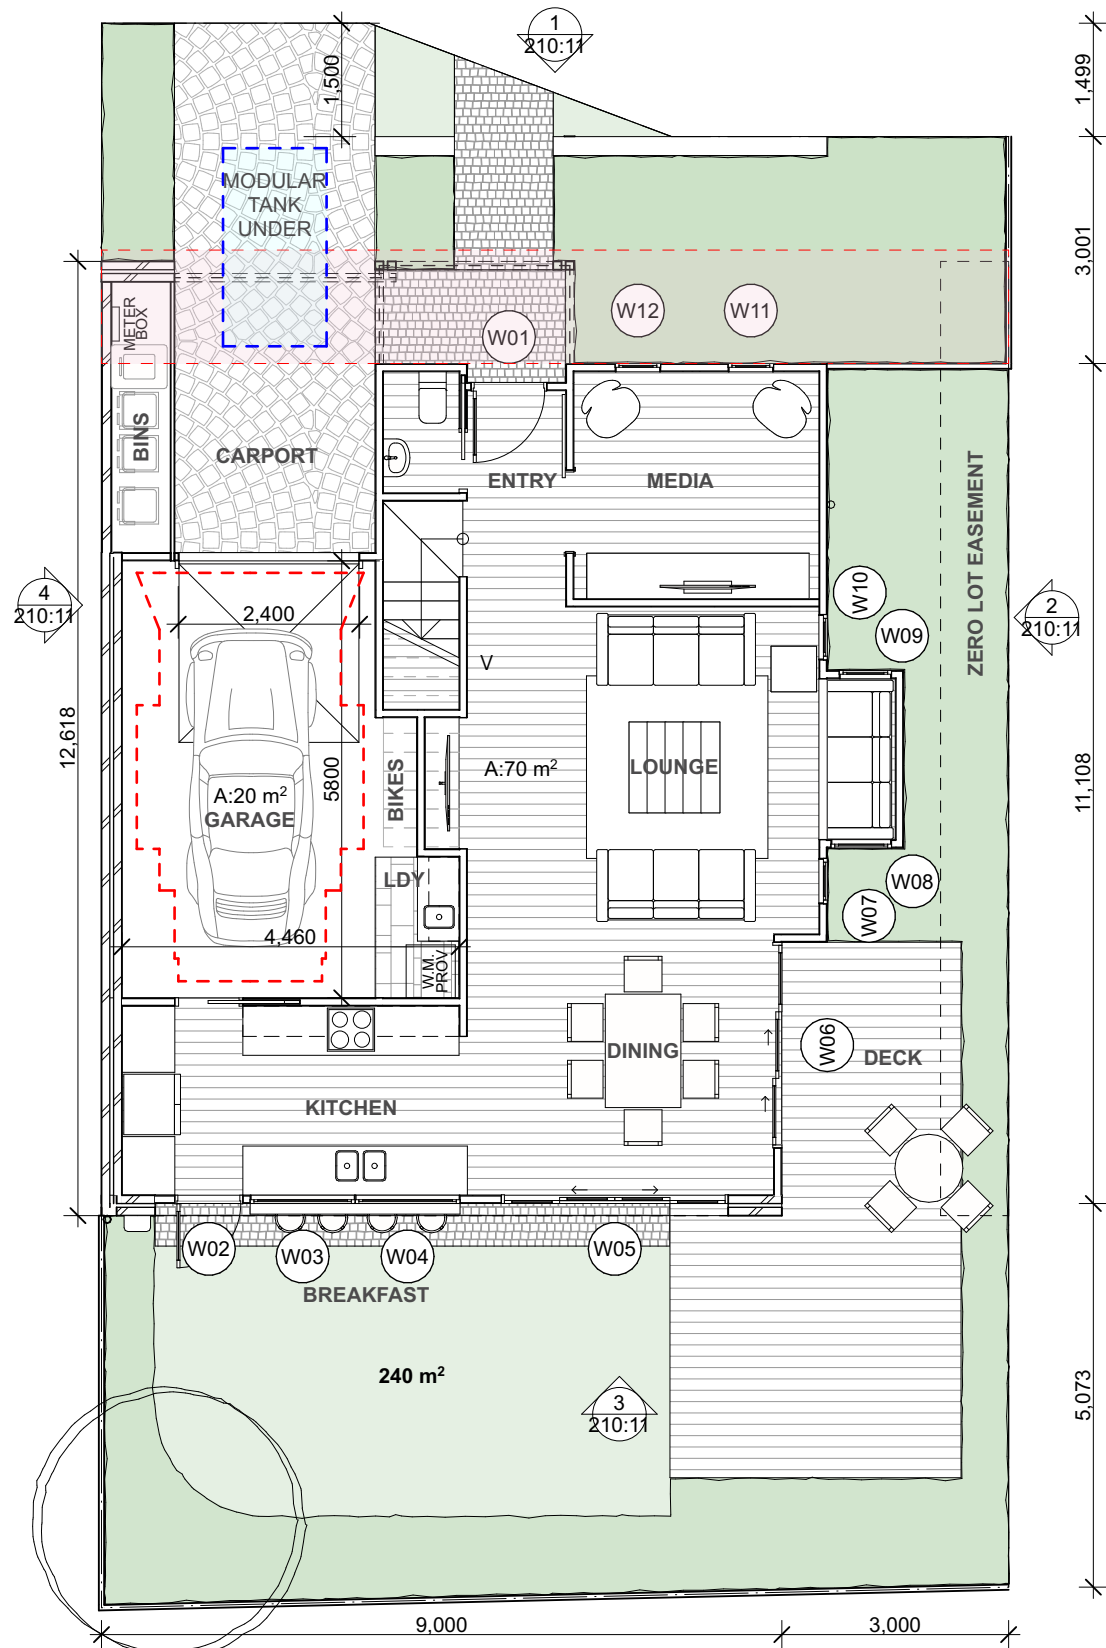 1
210:11
1,500
1,499
MODULAR
TANK
UNDER
3,001
METER
BOX
W12
W11
W01
BINS
CARPORT
ENTRY
MEDIA
ZERO LOT EASEMENT
4
210:11
2,400
W10
2
210:11
W09
V
12,618
5800
BIKES
A:70 m²
LOUNGE
11,108
A:20 m²
GARAGE
LDY
W08
W07
4,460
W.M.
PROV
DINING
W06
DECK
KITCHEN
W02
W03
W04
W05
BREAKFAST
240 m²
3
210:11
5,073
9,000
3,000